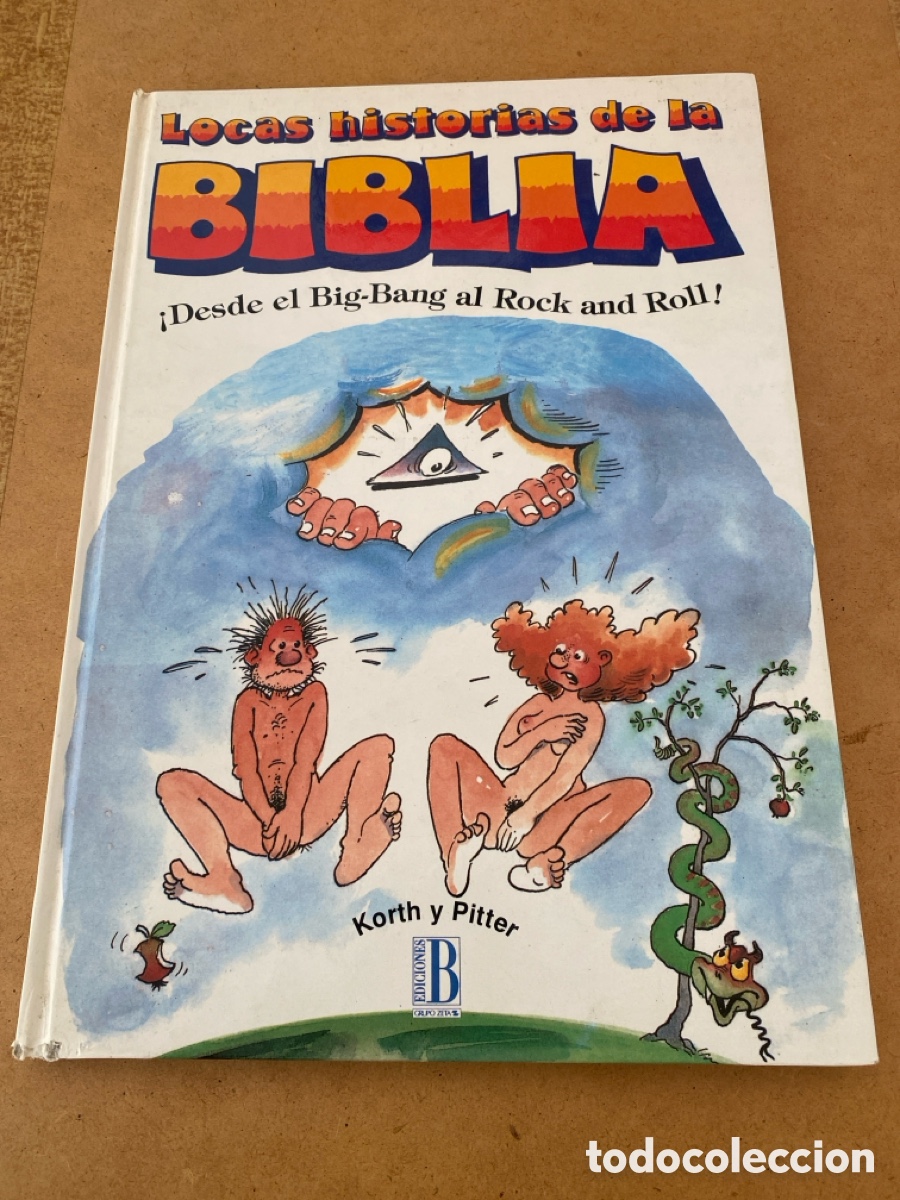 Locas historias de la
BIBLIA
¡Desde el Big-Bang al Rock and Roll!
Korth y Pitter
EDICIONES
B
GRUPO ZETA
todocoleccion